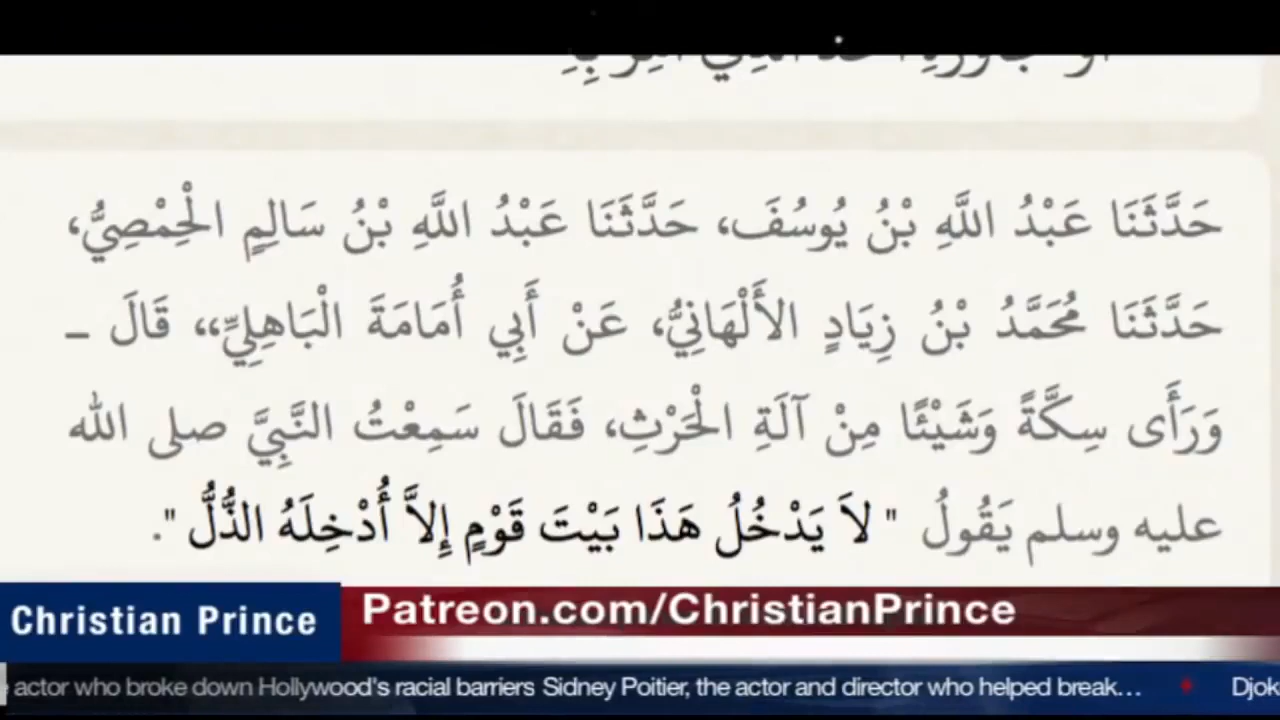 حَدَّثَنَا عَبْدُ اللَّهِ بْنُ يُوسُفَ، حَدَّثَنَا عَبْدُ اللَّهِ بْنُ سَالِمٍ الْحِمْصِيُّ،
حَدَّثَنَا مُحَمَّدُ بْنُ زِيَادٍ الأَلْهَانِيُّ، عَنْ أَبِي أُمَامَةَ الْبَاهِلِيِّ،، قَالَ ـ
وَرَأَى سِكَّةً وَشَيْئًا مِنْ آلَةِ الْحَرْثِ، فَقَالَ سَمِعْتُ النَّبِيَّ صلى الله
عليه وسلم يَقُولُ " لاَ يَدْخُلُ هَذَا بَيْتَ قَوْمٍ إِلاَّ أُدْخِلَهُ الذُّلُّ ".
Christian Prince
Patreon.com/ChristianPrince
actor who broke down Hollywood's racial barriers Sidney Poitier, the actor and director who helped break… Djok